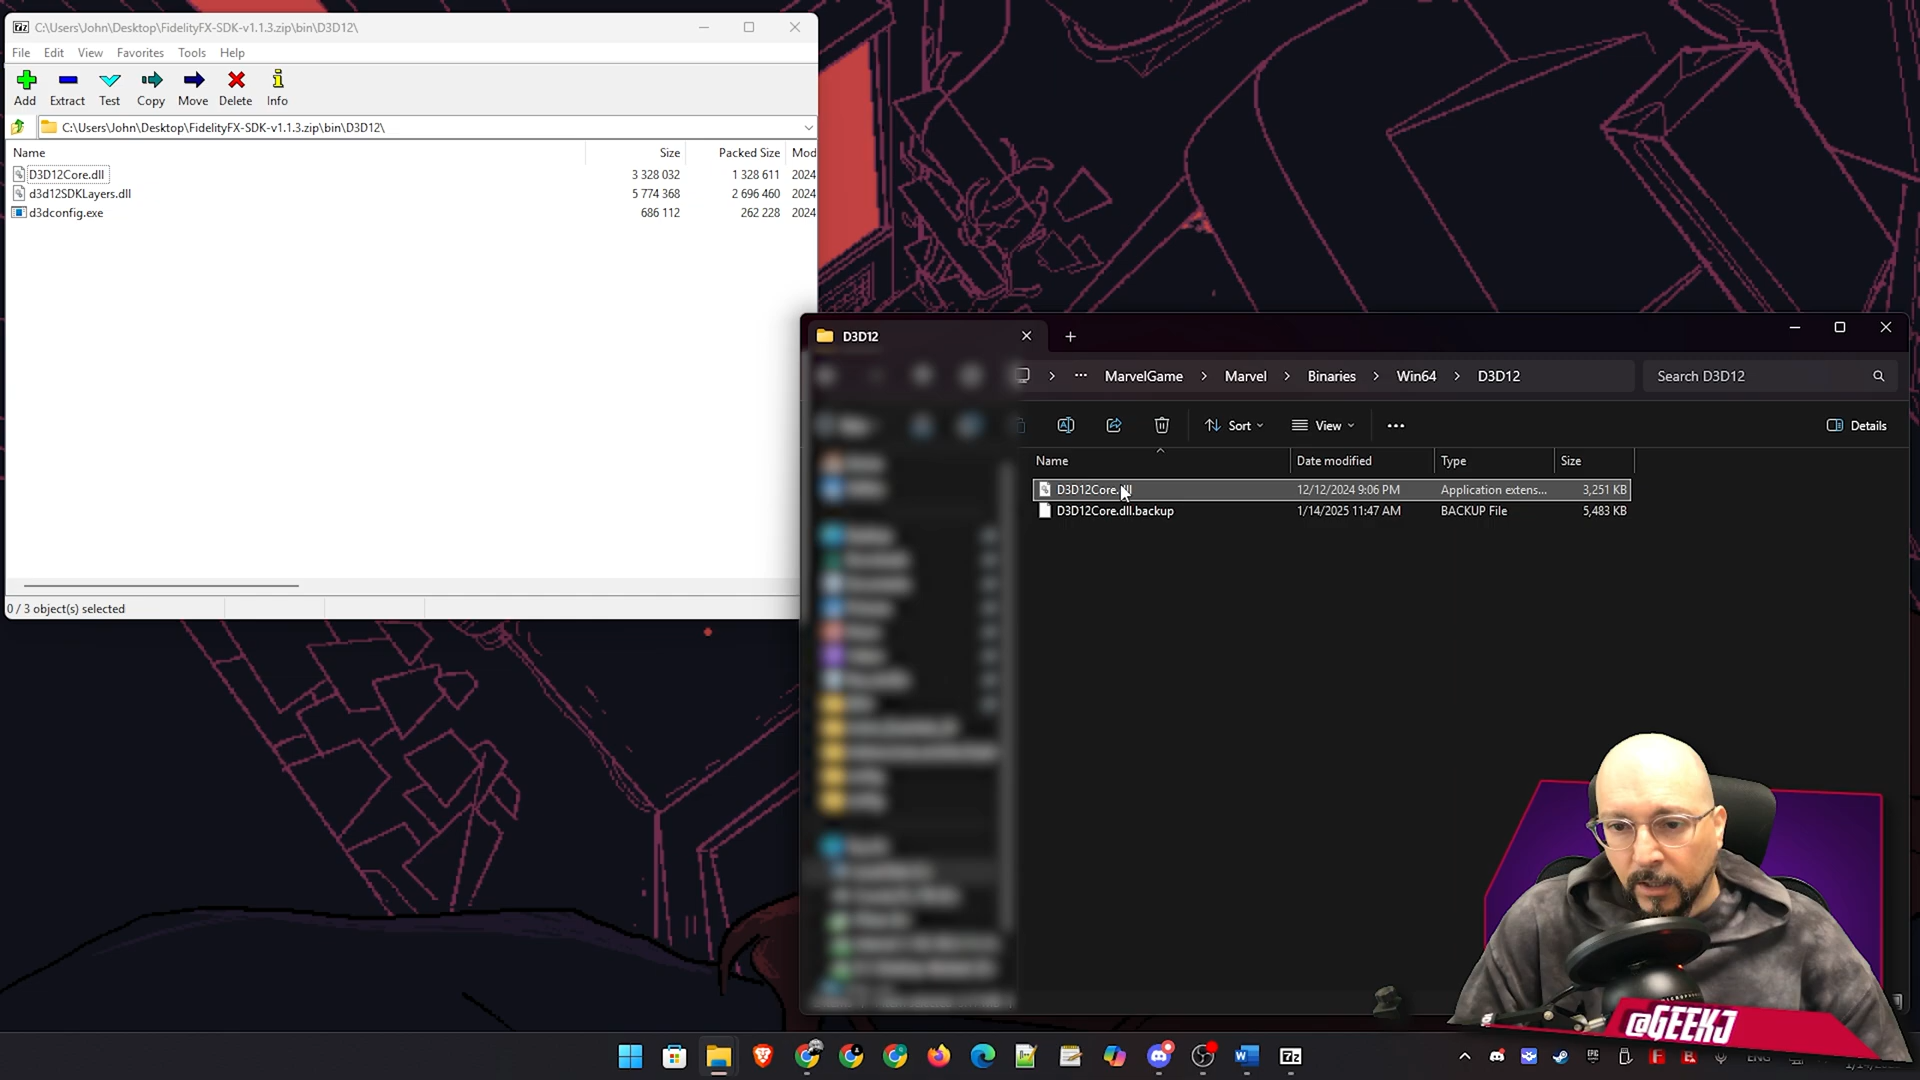 C:\Users\John\Desktop\FidelityFX-SDK-v1.1.3.zip\bin\D3D12\
File Edit View Favorites Tools Help
Add Extract Test Copy Move Delete Info
C:\Users\John\Desktop\FidelityFX-SDK-v1.1.3.zip\bin\D3D12\
Name Size Packed Size Mod
D3D12Core.dll 3 328 032 1 328 611 2024
d3d12SDKLayers.dll 5 774 368 2 696 460 2024
d3dconfig.exe 686 112 262 228 2024
0 / 3 object(s) selected
D3D12
MarvelGame > Marvel > Binaries > Win64 > D3D12
Search D3D12
Sort View Details
Name Date modified Type Size
D3D12Core.dll 12/12/2024 9:06 PM Application extens... 3,251 KB
D3D12Core.dll.backup 1/14/2025 11:47 AM BACKUP File 5,483 KB
@GEEKJ
ENG